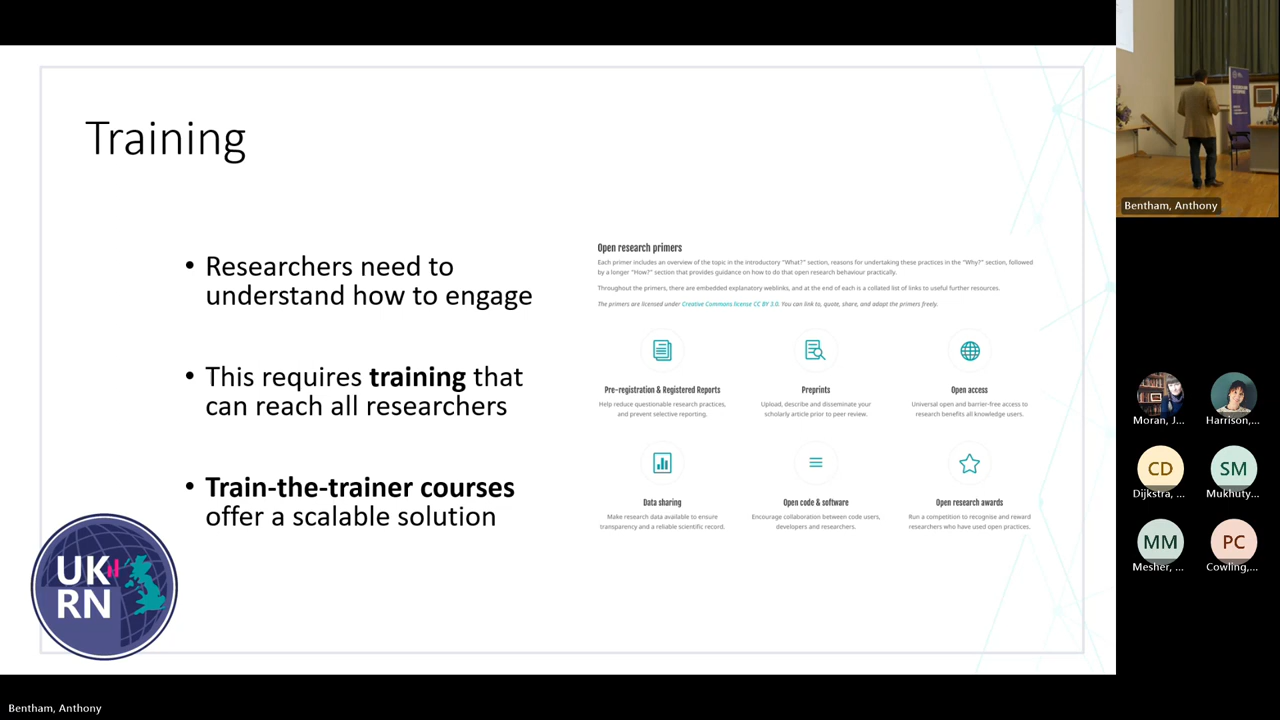 Training
• Researchers need to
understand how to engage
• This requires training that
can reach all researchers
• Train-the-trainer courses
offer a scalable solution
UK
RN
Open research primers
Each primer includes an overview of the topic in the introductory "What?" section, reasons for undertaking these practices in the "Why?" section, followed
by a longer "How?" section that provides guidance on how to do that open research behaviour practically.
Throughout the primers, there are embedded explanatory weblinks, and at the end of each is a collated list of links to useful further resources.
The primers are licensed under Creative Commons license CC BY 3.0. You can link to, quote, share, and adapt the primers freely.
Pre-registration & Registered Reports
Help reduce questionable research practices,
and prevent selective reporting.
Preprints
Upload, describe and disseminate your
scholarly article prior to peer review.
Open access
Universal open and barrier-free access to
research benefits all knowledge users.
Data sharing
Make research data available to ensure
transparency and a reliable scientific record.
Open code & software
Encourage collaboration between code users,
developers and researchers.
Open research awards
Run a competition to recognise and reward
researchers who have used open practices.
Bentham, Anthony
Moran, J...
Harrison,...
CD
Dijkstra, ...
SM
Mukhuty...
MM
Mesher, ...
PC
Cowling,...
Bentham, Anthony